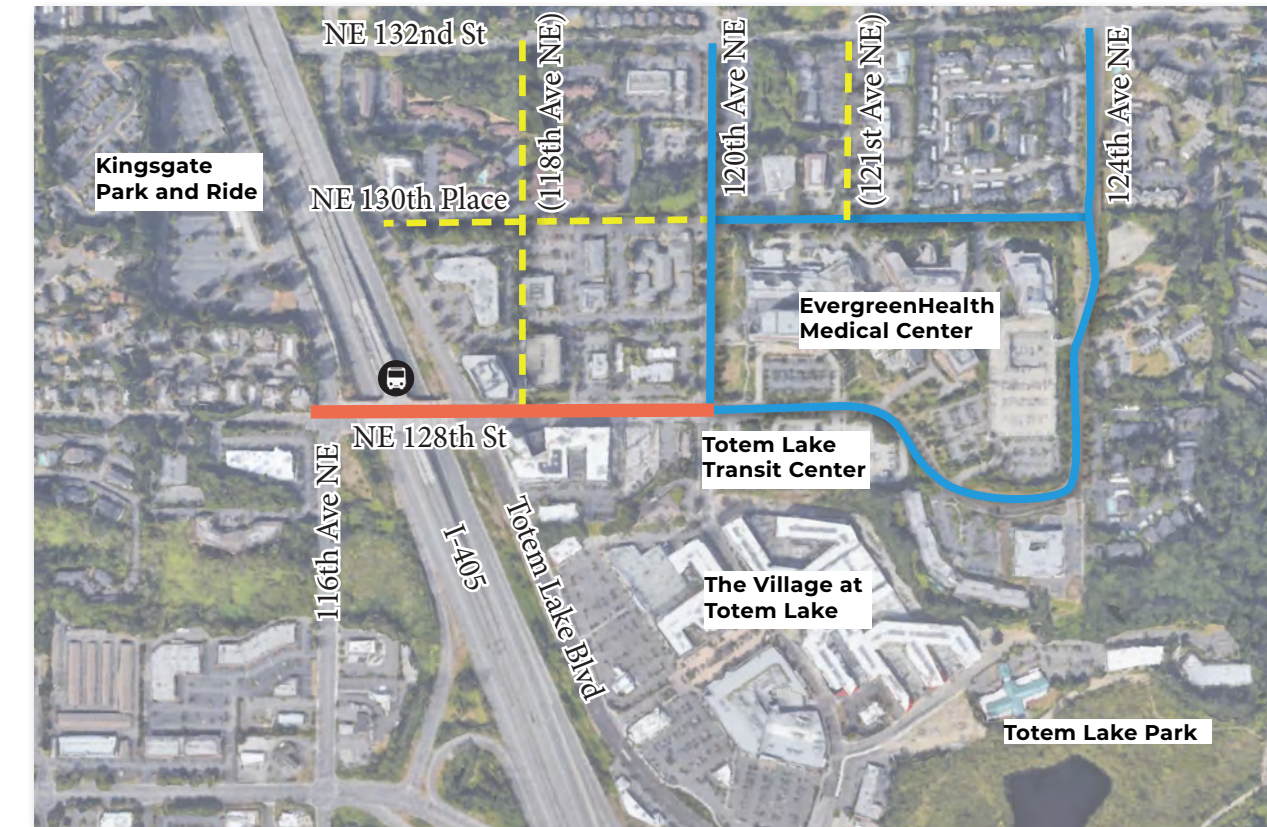 NE 132nd St
(118th Ave NE)
120th Ave NE
(121st Ave NE)
124th Ave NE
Kingsgate
Park and Ride
NE 130th Place
EvergreenHealth
Medical Center
NE 128th St
Totem Lake
Transit Center
116th Ave NE
I-405
Totem Lake Blvd
The Village at
Totem Lake
Totem Lake Park